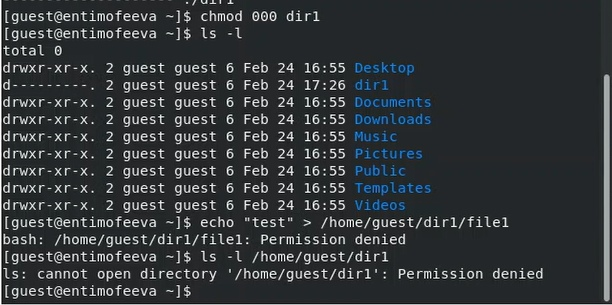 -------------------- ./dir1
[guest@entimofeeva ~]$ chmod 000 dir1
[guest@entimofeeva ~]$ ls -l
total 0
drwxr-xr-x. 2 guest guest 6 Feb 24 16:55 Desktop
d---------. 2 guest guest 6 Feb 24 17:26 dir1
drwxr-xr-x. 2 guest guest 6 Feb 24 16:55 Documents
drwxr-xr-x. 2 guest guest 6 Feb 24 16:55 Downloads
drwxr-xr-x. 2 guest guest 6 Feb 24 16:55 Music
drwxr-xr-x. 2 guest guest 6 Feb 24 16:55 Pictures
drwxr-xr-x. 2 guest guest 6 Feb 24 16:55 Public
drwxr-xr-x. 2 guest guest 6 Feb 24 16:55 Templates
drwxr-xr-x. 2 guest guest 6 Feb 24 16:55 Videos
[guest@entimofeeva ~]$ echo "test" > /home/guest/dir1/file1
bash: /home/guest/dir1/file1: Permission denied
[guest@entimofeeva ~]$ ls -l /home/guest/dir1
ls: cannot open directory '/home/guest/dir1': Permission denied
[guest@entimofeeva ~]$